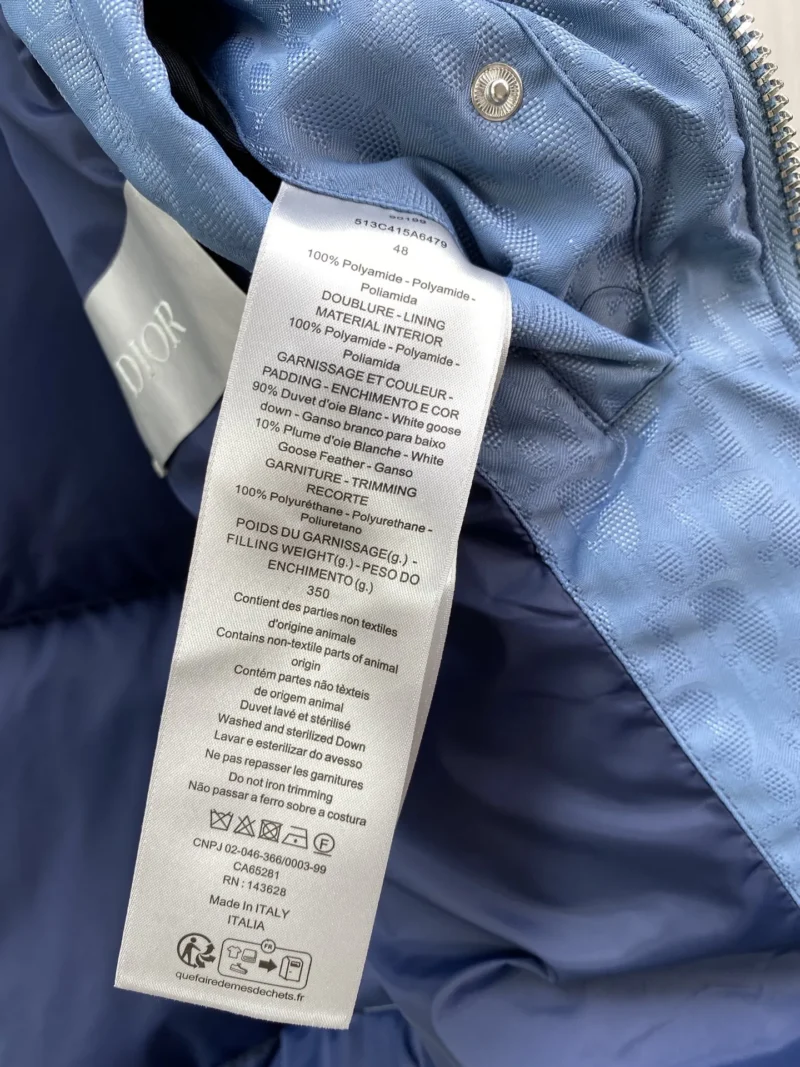 DIOR
513C415A6479
48
100% Polyamide - Polyamide -
Poliamida
DOUBLURE - LINING
MATERIAL INTERIOR
100% Polyamide - Polyamide -
Poliamida
GARNISSAGE ET COULEUR -
PADDING - ENCHIMENTO E COR
90% Duvet d'oie Blanc - White goose
down - Ganso branco para baixo
10% Plume d'oie Blanche - White
Goose Feather - Ganso
GARNITURE - TRIMMING
RECORTE
100% Polyuréthane - Polyurethane -
Poliuretano
POIDS DU GARNISSAGE(g.) -
FILLING WEIGHT(g.) - PESO DO
ENCHIMENTO (g.)
350
Contient des parties non textiles
d'origine animale
Contains non-textile parts of animal
origin
Contém partes não têxteis
de origem animal
Duvet lavé et stérilisé
Washed and sterilized Down
Lavar e esterilizar do avesso
Ne pas repasser les garnitures
Do not iron trimming
Não passar a ferro sobre a costura
F
CNPJ 02-046-366/0003-99
CA65281
RN : 143628
Made in ITALY
ITALIA
FR
quefairedemesdechets.fr